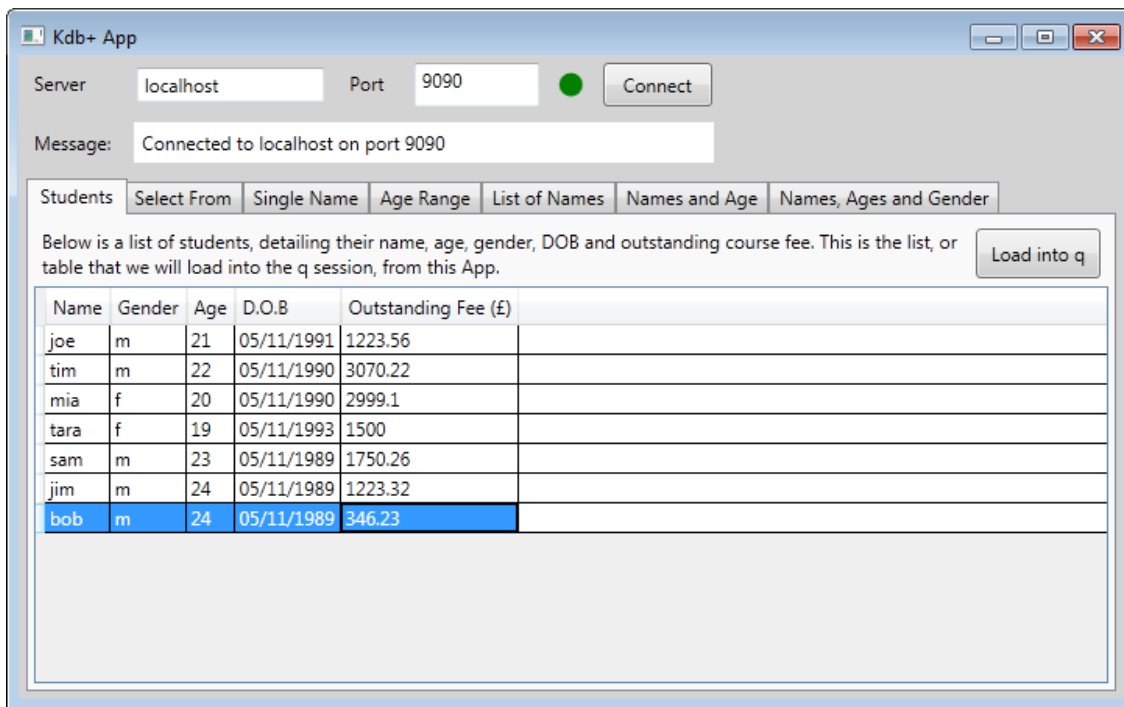 Kdb+ App
Server localhost Port 9090 Connect
Message: Connected to localhost on port 9090
Students Select From Single Name Age Range List of Names Names and Age Names, Ages and Gender
Below is a list of students, detailing their name, age, gender, DOB and outstanding course fee. This is the list, or
table that we will load into the q session, from this App.
Load into q
Name Gender Age D.O.B Outstanding Fee (£)
joe m 21 05/11/1991 1223.56
tim m 22 05/11/1990 3070.22
mia f 20 05/11/1990 2999.1
tara f 19 05/11/1993 1500
sam m 23 05/11/1989 1750.26
jim m 24 05/11/1989 1223.32
bob m 24 05/11/1989 346.23